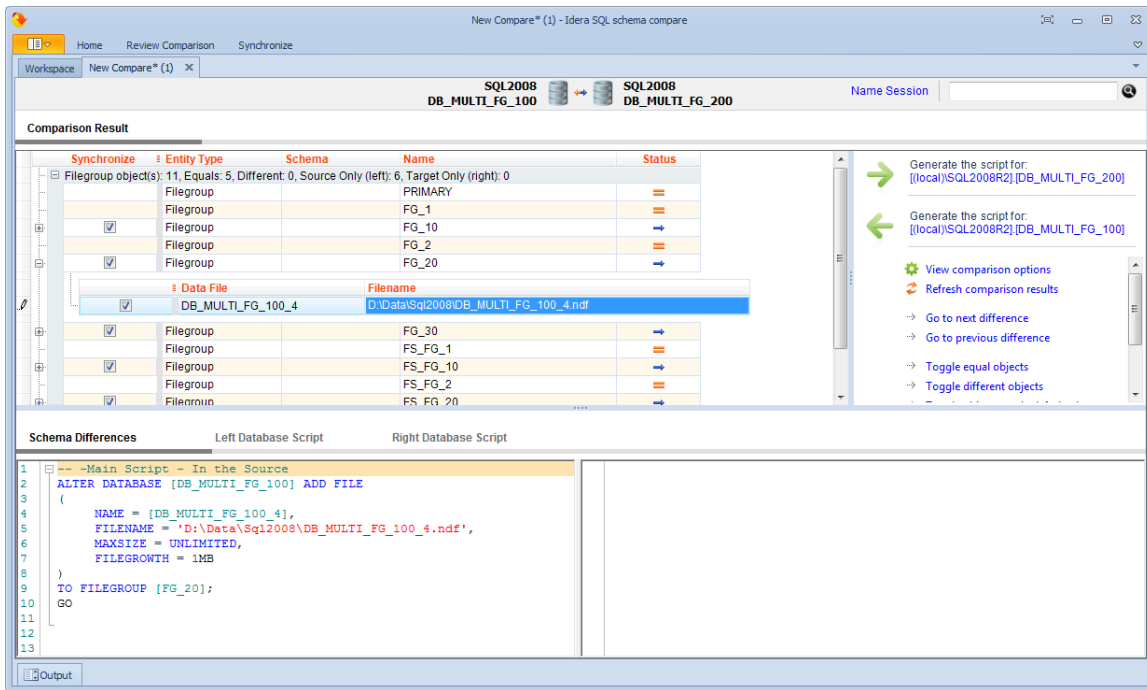 New Compare* (1) - Idera SQL schema compare
Home Review Comparison Synchronize
Workspace New Compare* (1)
SQL2008 SQL2008
DB_MULTI_FG_100 DB_MULTI_FG_200
Name Session
Comparison Result
Synchronize Entity Type Schema Name Status
Filegroup object(s): 11, Equals: 5, Different: 0, Source Only (left): 6, Target Only (right): 0
Filegroup PRIMARY
Filegroup FG_1
Filegroup FG_10
Filegroup FG_2
Filegroup FG_20
Data File Filename
DB_MULTI_FG_100_4 D:\Data\Sql2008\DB_MULTI_FG_100_4.ndf
Filegroup FG_30
Filegroup FS_FG_1
Filegroup FS_FG_10
Filegroup FS_FG_2
Filegroup FS_FG_20
Generate the script for:
[(local)\SQL2008R2].[DB_MULTI_FG_200]
Generate the script for:
[(local)\SQL2008R2].[DB_MULTI_FG_100]
View comparison options
Refresh comparison results
Go to next difference
Go to previous difference
Toggle equal objects
Toggle different objects
Schema Differences Left Database Script Right Database Script
1 -- -Main Script - In the Source
2 ALTER DATABASE [DB_MULTI_FG_100] ADD FILE
3 (
4 NAME = [DB_MULTI_FG_100_4],
5 FILENAME = 'D:\Data\Sql2008\DB_MULTI_FG_100_4.ndf',
6 MAXSIZE = UNLIMITED,
7 FILEGROWTH = 1MB
8 )
9 TO FILEGROUP [FG_20];
10 GO
11
12
13
Output